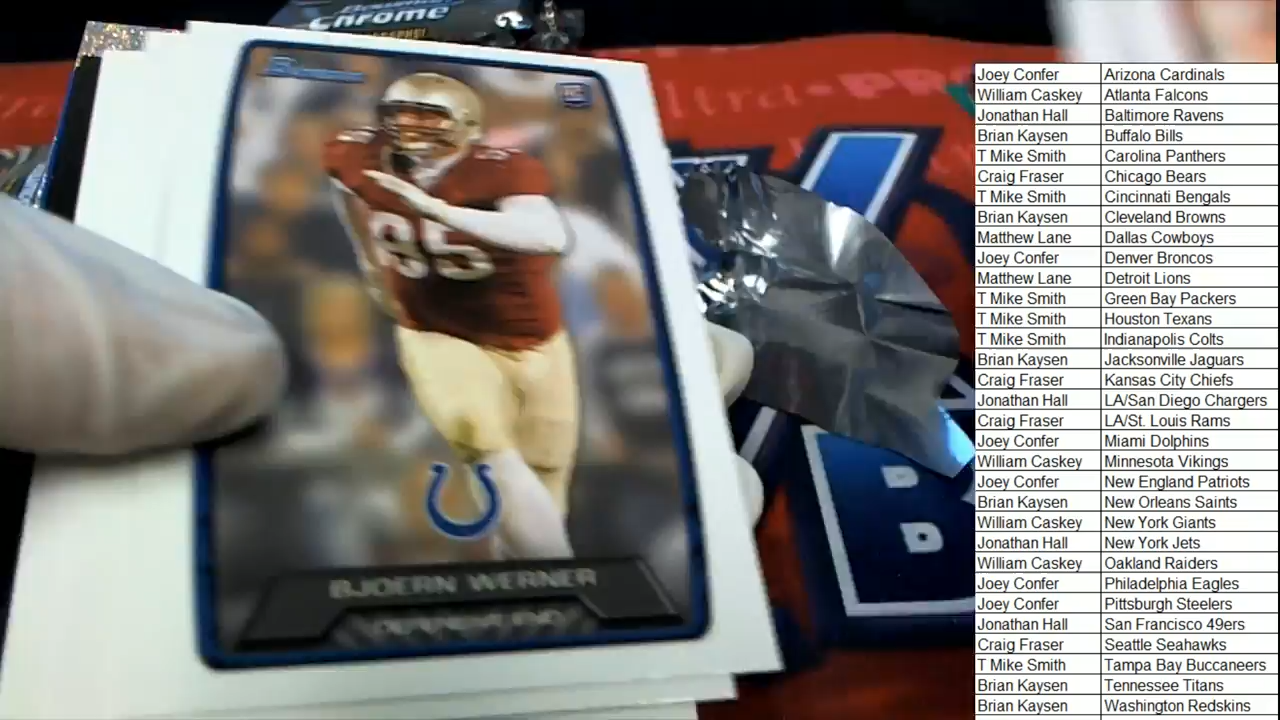 Chrome
Bowman
85
BJOERN WERNER
Joey Confer Arizona Cardinals
William Caskey Atlanta Falcons
Jonathan Hall Baltimore Ravens
Brian Kaysen Buffalo Bills
T Mike Smith Carolina Panthers
Craig Fraser Chicago Bears
T Mike Smith Cincinnati Bengals
Brian Kaysen Cleveland Browns
Matthew Lane Dallas Cowboys
Joey Confer Denver Broncos
Matthew Lane Detroit Lions
T Mike Smith Green Bay Packers
T Mike Smith Houston Texans
T Mike Smith Indianapolis Colts
Brian Kaysen Jacksonville Jaguars
Craig Fraser Kansas City Chiefs
Jonathan Hall LA/San Diego Chargers
Craig Fraser LA/St. Louis Rams
Joey Confer Miami Dolphins
William Caskey Minnesota Vikings
Joey Confer New England Patriots
Brian Kaysen New Orleans Saints
William Caskey New York Giants
Jonathan Hall New York Jets
William Caskey Oakland Raiders
Joey Confer Philadelphia Eagles
Joey Confer Pittsburgh Steelers
Jonathan Hall San Francisco 49ers
Craig Fraser Seattle Seahawks
T Mike Smith Tampa Bay Buccaneers
Brian Kaysen Tennessee Titans
Brian Kaysen Washington Redskins